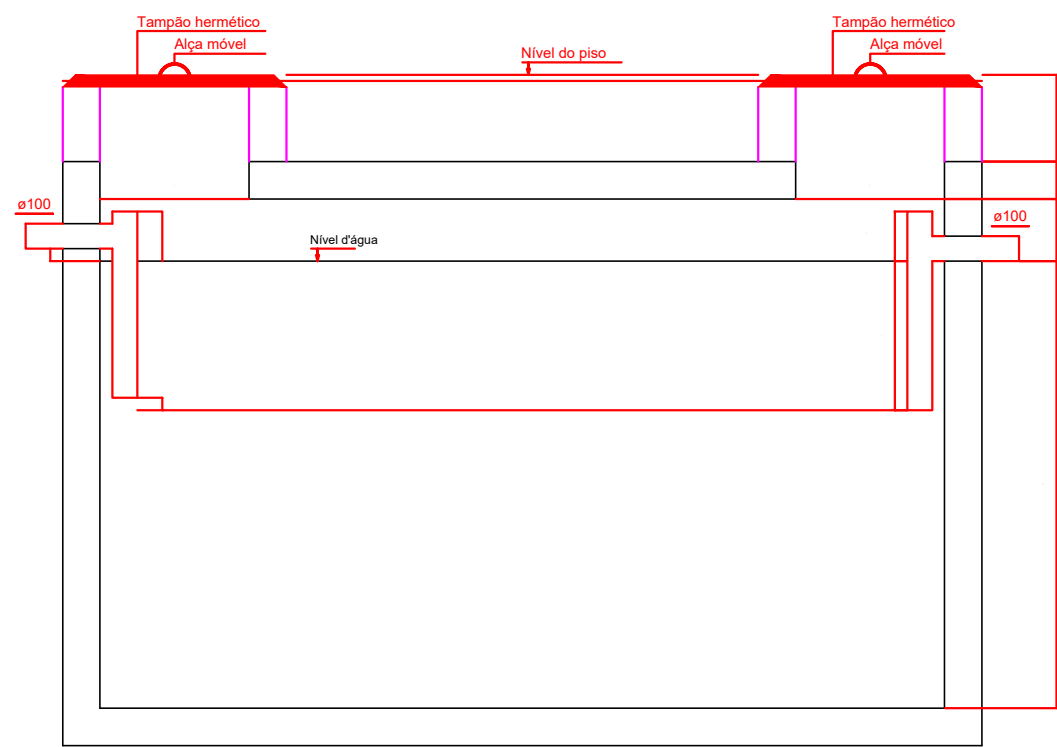 Tampão hermético
Alça móvel
Nível do piso
Tampão hermético
Alça móvel
ø100
Nível d'água
ø100